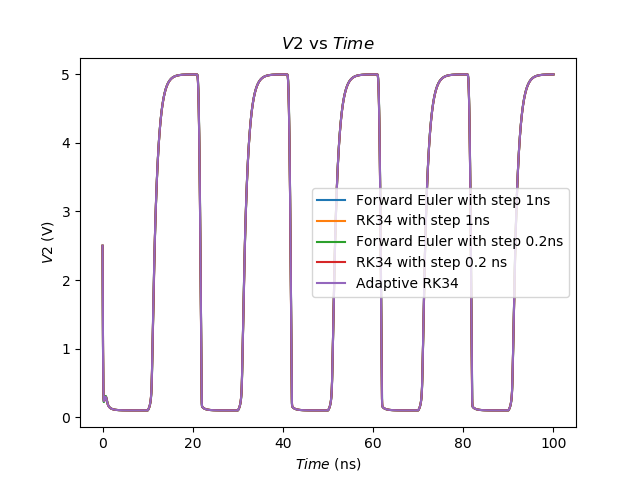 V2 vs Time
5
4
3
2
1
0
V2 (V)
Forward Euler with step 1ns
RK34 with step 1ns
Forward Euler with step 0.2ns
RK34 with step 0.2 ns
Adaptive RK34
0 20 40 60 80 100
Time (ns)